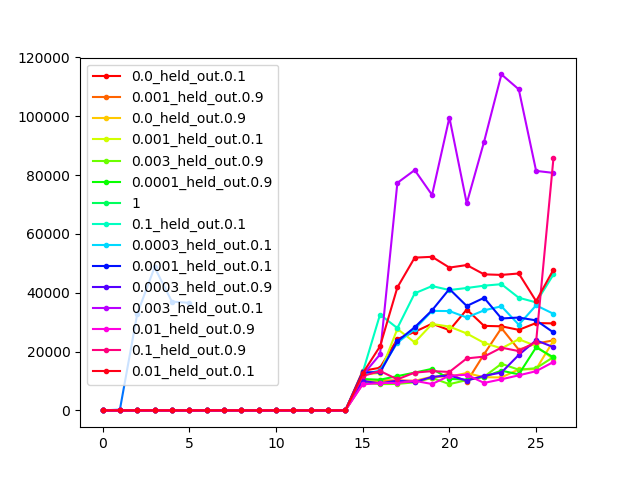 120000
100000
80000
60000
40000
20000
0
0.0_held_out.0.1
0.001_held_out.0.9
0.0_held_out.0.9
0.001_held_out.0.1
0.003_held_out.0.9
0.0001_held_out.0.9
1
0.1_held_out.0.1
0.0003_held_out.0.1
0.0001_held_out.0.1
0.0003_held_out.0.9
0.003_held_out.0.1
0.01_held_out.0.9
0.1_held_out.0.9
0.01_held_out.0.1
0 5 10 15 20 25